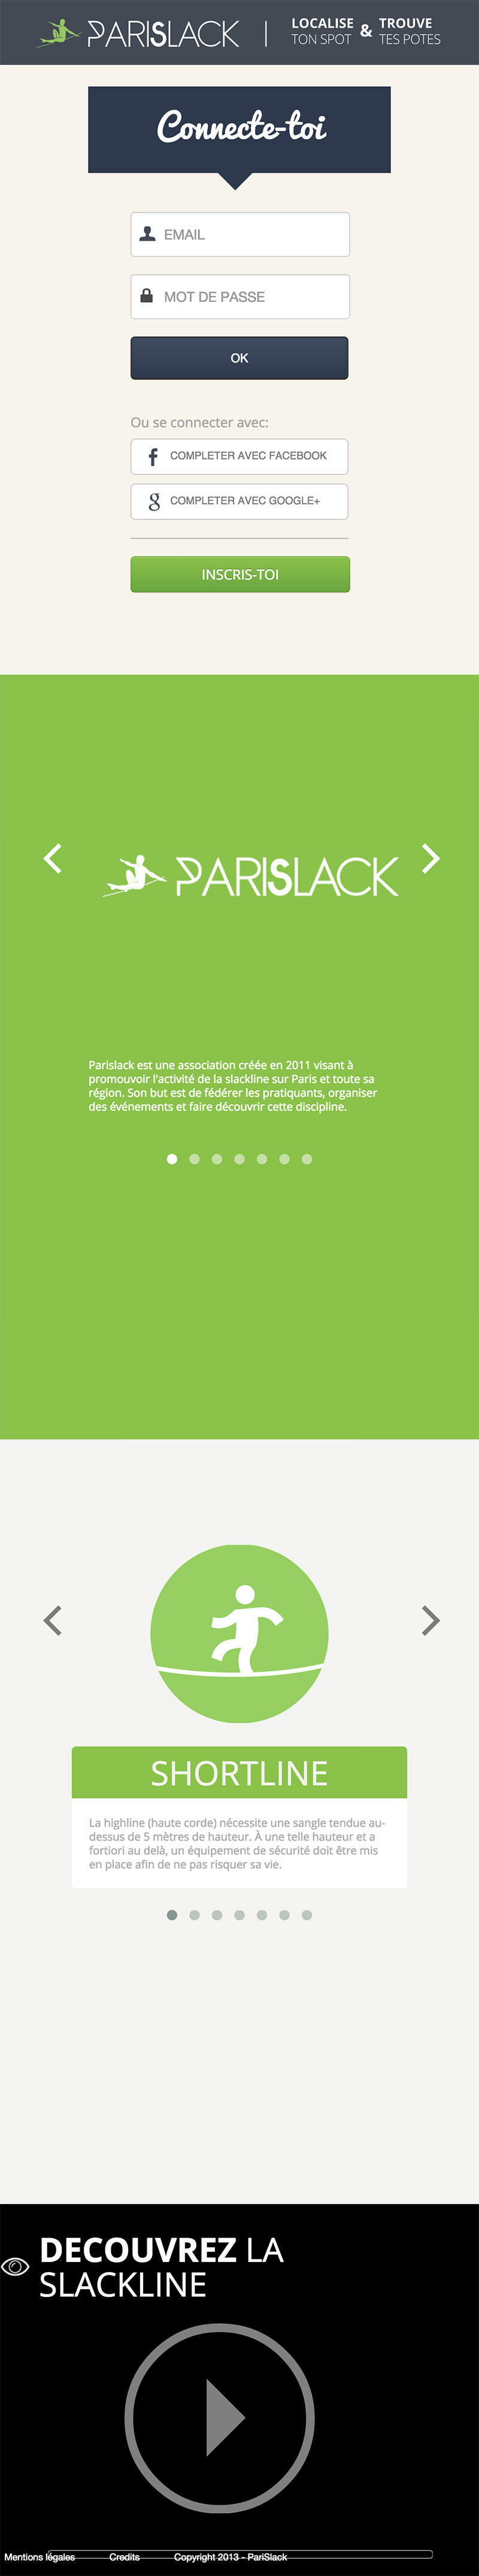 PARISLACK
LOCALISE & TROUVE
TON SPOT TES POTES
Connecte-toi
EMAIL
MOT DE PASSE
OK
Ou se connecter avec:
COMPLETER AVEC FACEBOOK
COMPLETER AVEC GOOGLE+
INSCRIS-TOI
PARISLACK
Parislack est une association créée en 2011 visant à
promouvoir l'activité de la slackline sur Paris et toute sa
région. Son but est de fédérer les pratiquants, organiser
des événements et faire découvrir cette discipline.
SHORTLINE
La highline (haute corde) nécessite une sangle tendue au-
dessus de 5 mètres de hauteur. À une telle hauteur et a
fortiori au delà, un équipement de sécurité doit être mis
en place afin de ne pas risquer sa vie.
DECOUVREZ LA
SLACKLINE
Mentions légales Credits Copyright 2013 - PariSlack